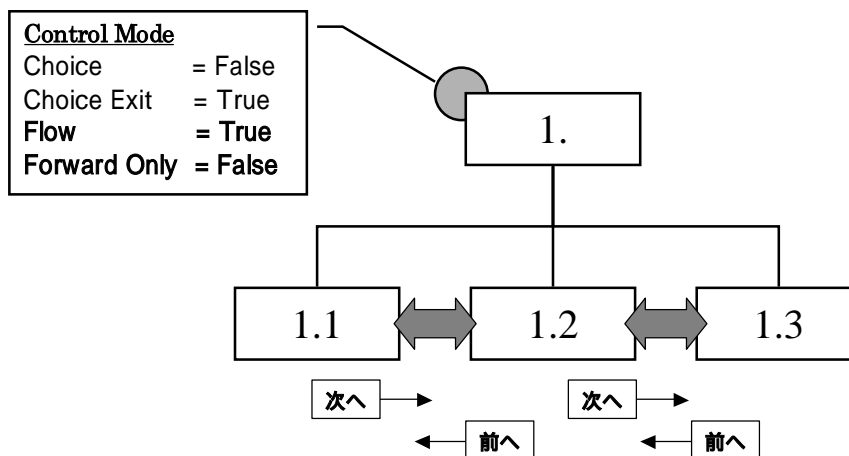 Control Mode
Choice = False
Choice Exit = True
Flow = True
Forward Only = False
1.
1.1
1.2
1.3
次へ
次へ
前へ
前へ